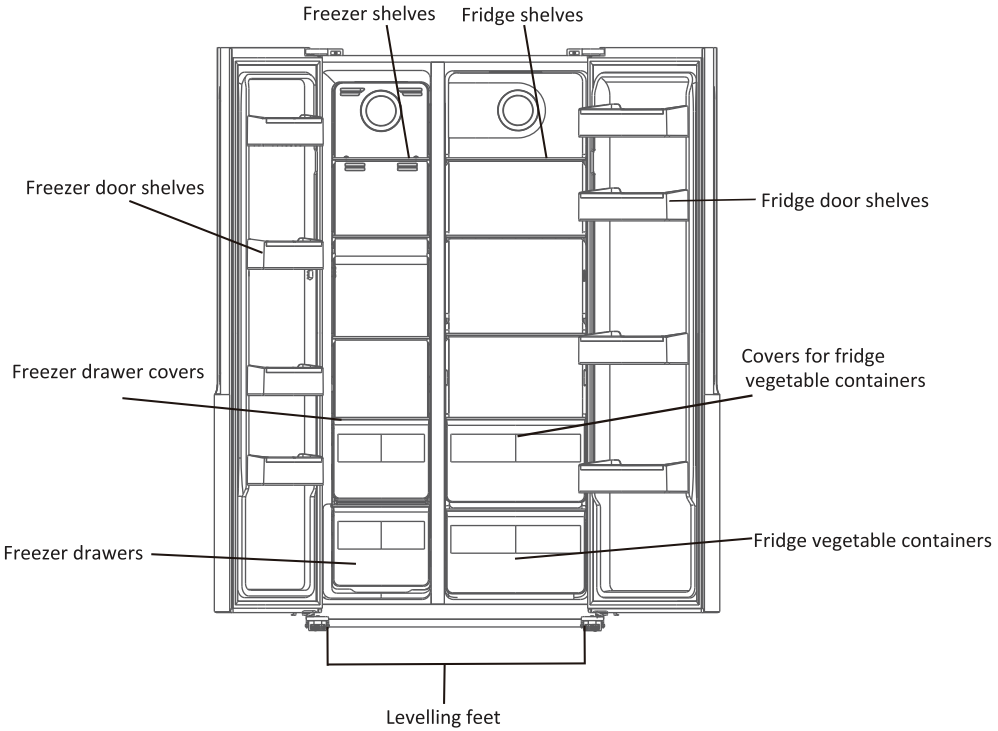 Freezer shelves
Fridge shelves
Freezer door shelves
Fridge door shelves
Freezer drawer covers
Covers for fridge
vegetable containers
Freezer drawers
Fridge vegetable containers
Levelling feet